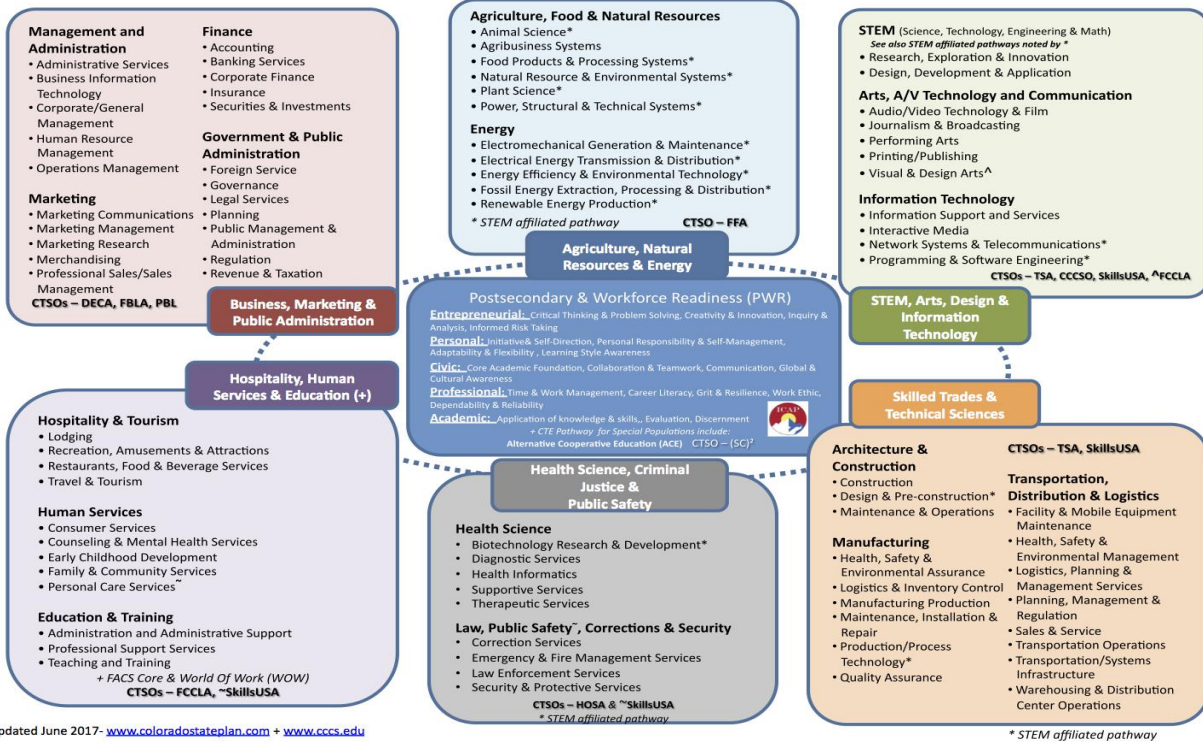 Management and
Administration
• Administrative Services
• Business Information
Technology
• Corporate/General
Management
• Human Resource
Management
• Operations Management
Marketing
• Marketing Communications
• Marketing Management
• Marketing Research
• Merchandising
• Professional Sales/Sales
Management
CTSOs – DECA, FBLA, PBL
Finance
• Accounting
• Banking Services
• Corporate Finance
• Insurance
• Securities & Investments
Government & Public
Administration
• Foreign Service
• Governance
• Legal Services
• Planning
• Public Management &
Administration
• Regulation
• Revenue & Taxation
Business, Marketing &
Public Administration
Agriculture, Food & Natural Resources
• Animal Science*
• Agribusiness Systems
• Food Products & Processing Systems*
• Natural Resource & Environmental Systems*
• Plant Science*
• Power, Structural & Technical Systems*
Energy
• Electromechanical Generation & Maintenance*
• Electrical Energy Transmission & Distribution*
• Energy Efficiency & Environmental Technology*
• Fossil Energy Extraction, Processing & Distribution*
• Renewable Energy Production*
* STEM affiliated pathway CTSO – FFA
Agriculture, Natural
Resources & Energy
STEM (Science, Technology, Engineering & Math)
See also STEM affiliated pathways noted by *
• Research, Exploration & Innovation
• Design, Development & Application
Arts, A/V Technology and Communication
• Audio/Video Technology & Film
• Journalism & Broadcasting
• Performing Arts
• Printing/Publishing
• Visual & Design Arts^
Information Technology
• Information Support and Services
• Interactive Media
• Network Systems & Telecommunications*
• Programming & Software Engineering*
CTSOs – TSA, CCCSO, SkillsUSA, ^FCCLA
STEM, Arts, Design &
Information
Technology
Postsecondary & Workforce Readiness (PWR)
Entrepreneurial: Critical Thinking & Problem Solving, Creativity & Innovation, Inquiry &
Analysis, Informed Risk Taking
Personal: Initiative& Self-Direction, Personal Responsibility & Self-Management,
Adaptability & Flexibility , Learning Style Awareness
Civic: Core Academic Foundation, Collaboration & Teamwork, Communication, Global &
Cultural Awareness
Professional: Time & Work Management, Career Literacy, Grit & Resilience, Work Ethic,
Dependability & Reliability
Academic: Application of knowledge & skills,, Evaluation, Discernment
+ CTE Pathway for Special Populations include:
Alternative Cooperative Education (ACE) CTSO – (SC)²
ICAP
Hospitality, Human
Services & Education (+)
Hospitality & Tourism
• Lodging
• Recreation, Amusements & Attractions
• Restaurants, Food & Beverage Services
• Travel & Tourism
Human Services
• Consumer Services
• Counseling & Mental Health Services
• Early Childhood Development
• Family & Community Services
• Personal Care Services~
Education & Training
• Administration and Administrative Support
• Professional Support Services
• Teaching and Training
+ FACS Core & World Of Work (WOW)
CTSOs – FCCLA, ~SkillsUSA
Health Science, Criminal
Justice &
Public Safety
Health Science
• Biotechnology Research & Development*
• Diagnostic Services
• Health Informatics
• Supportive Services
• Therapeutic Services
Law, Public Safety~, Corrections & Security
• Correction Services
• Emergency & Fire Management Services
• Law Enforcement Services
• Security & Protective Services
CTSOs – HOSA & ~SkillsUSA
* STEM affiliated pathway
Skilled Trades &
Technical Sciences
Architecture &
Construction
• Construction
• Design & Pre-construction*
• Maintenance & Operations
Manufacturing
• Health, Safety &
Environmental Assurance
• Logistics & Inventory Control
• Manufacturing Production
• Maintenance, Installation &
Repair
• Production/Process
Technology*
• Quality Assurance
CTSOs – TSA, SkillsUSA
Transportation,
Distribution & Logistics
• Facility & Mobile Equipment
Maintenance
• Health, Safety &
Environmental Management
• Logistics, Planning &
Management Services
• Planning, Management &
Regulation
• Sales & Service
• Transportation Operations
• Transportation/Systems
Infrastructure
• Warehousing & Distribution
Center Operations
* STEM affiliated pathway
pdated June 2017- www.coloradostateplan.com + www.cccs.edu